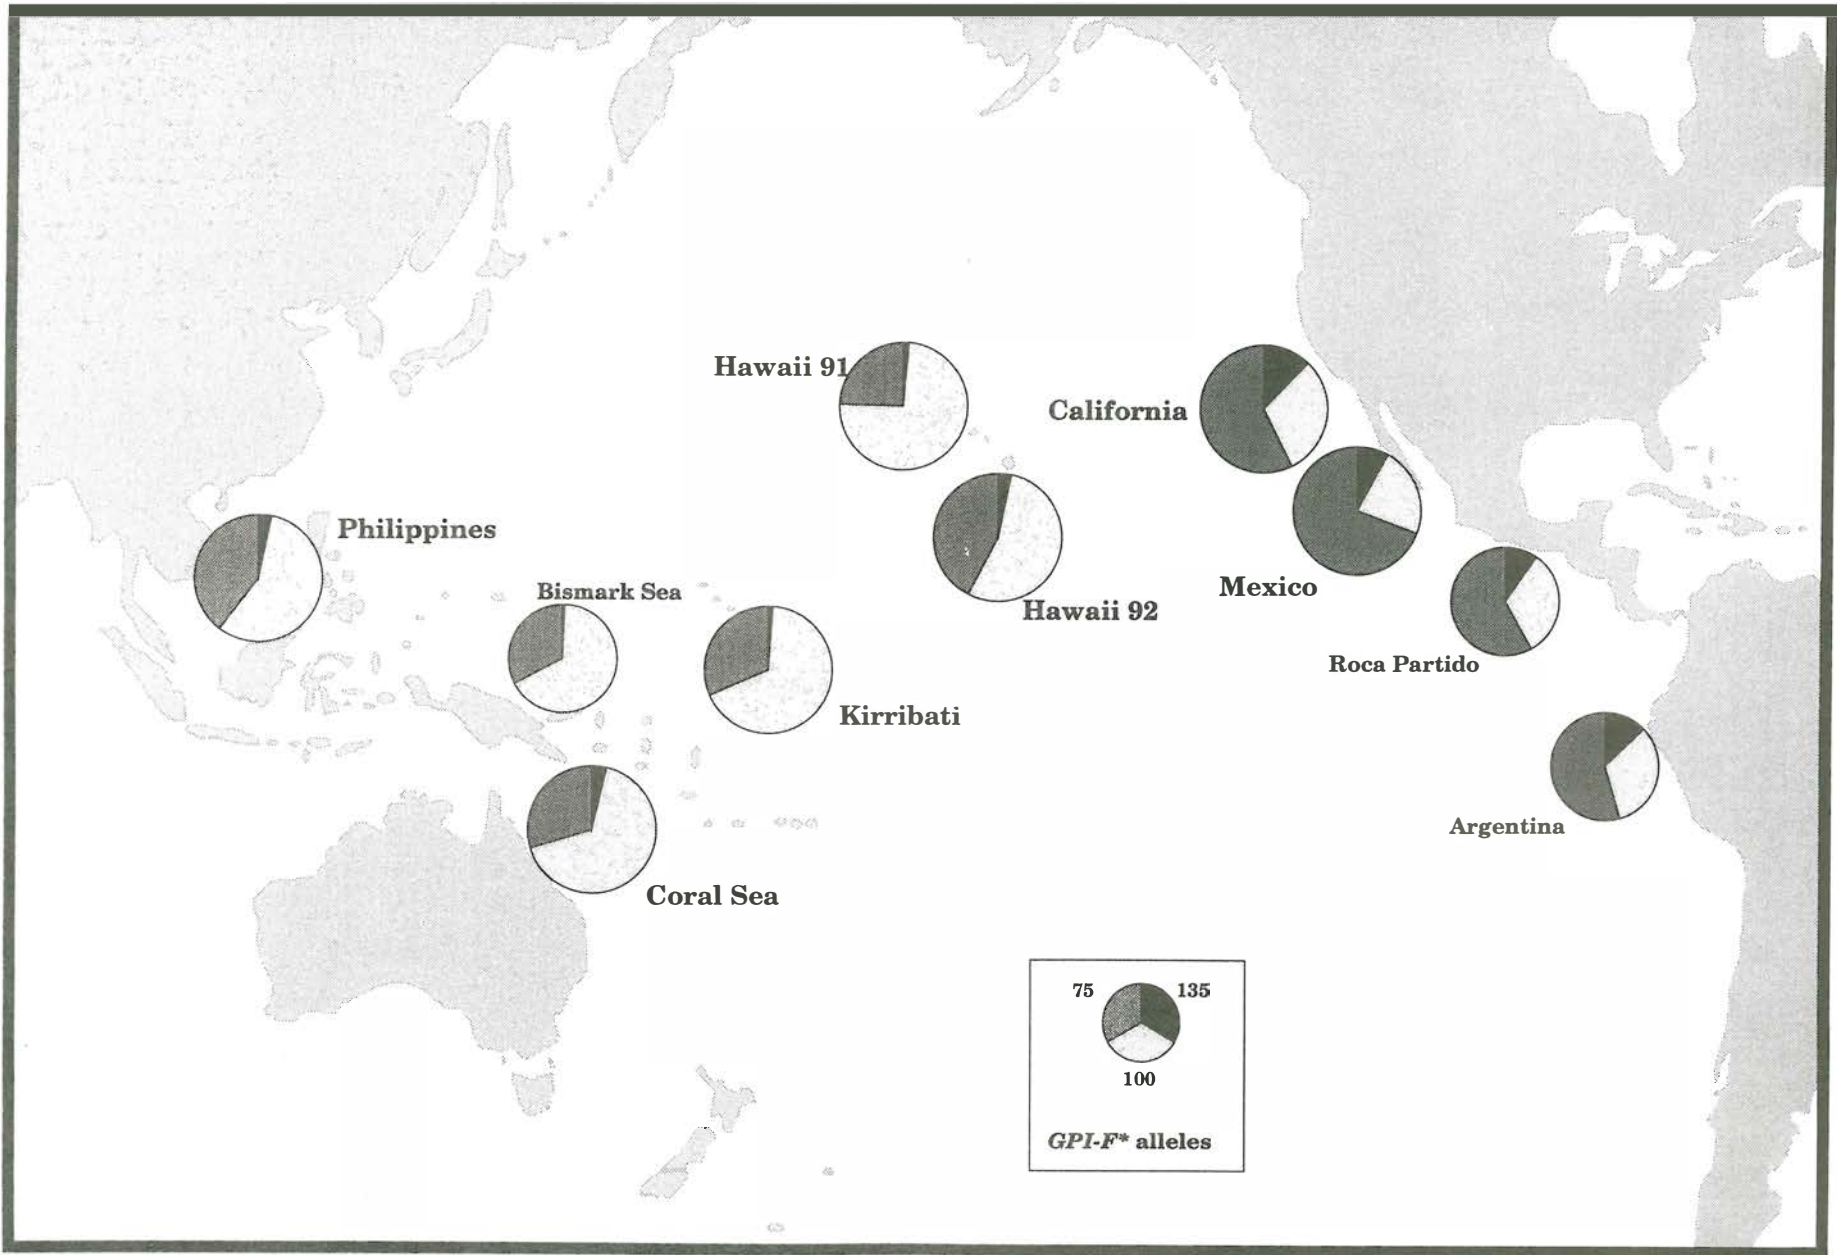 Hawaii 91
California
Philippines
Bismark Sea
Mexico
Hawaii 92
Roca Partido
Kirribati
Argentina
Coral Sea
75
135
100
GPI-F* alleles